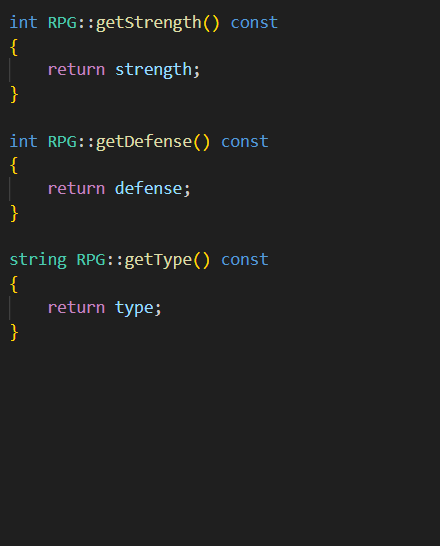 int RPG::getStrength() const
{
    return strength;
}
int RPG::getDefense() const
{
    return defense;
}
string RPG::getType() const
{
    return type;
}